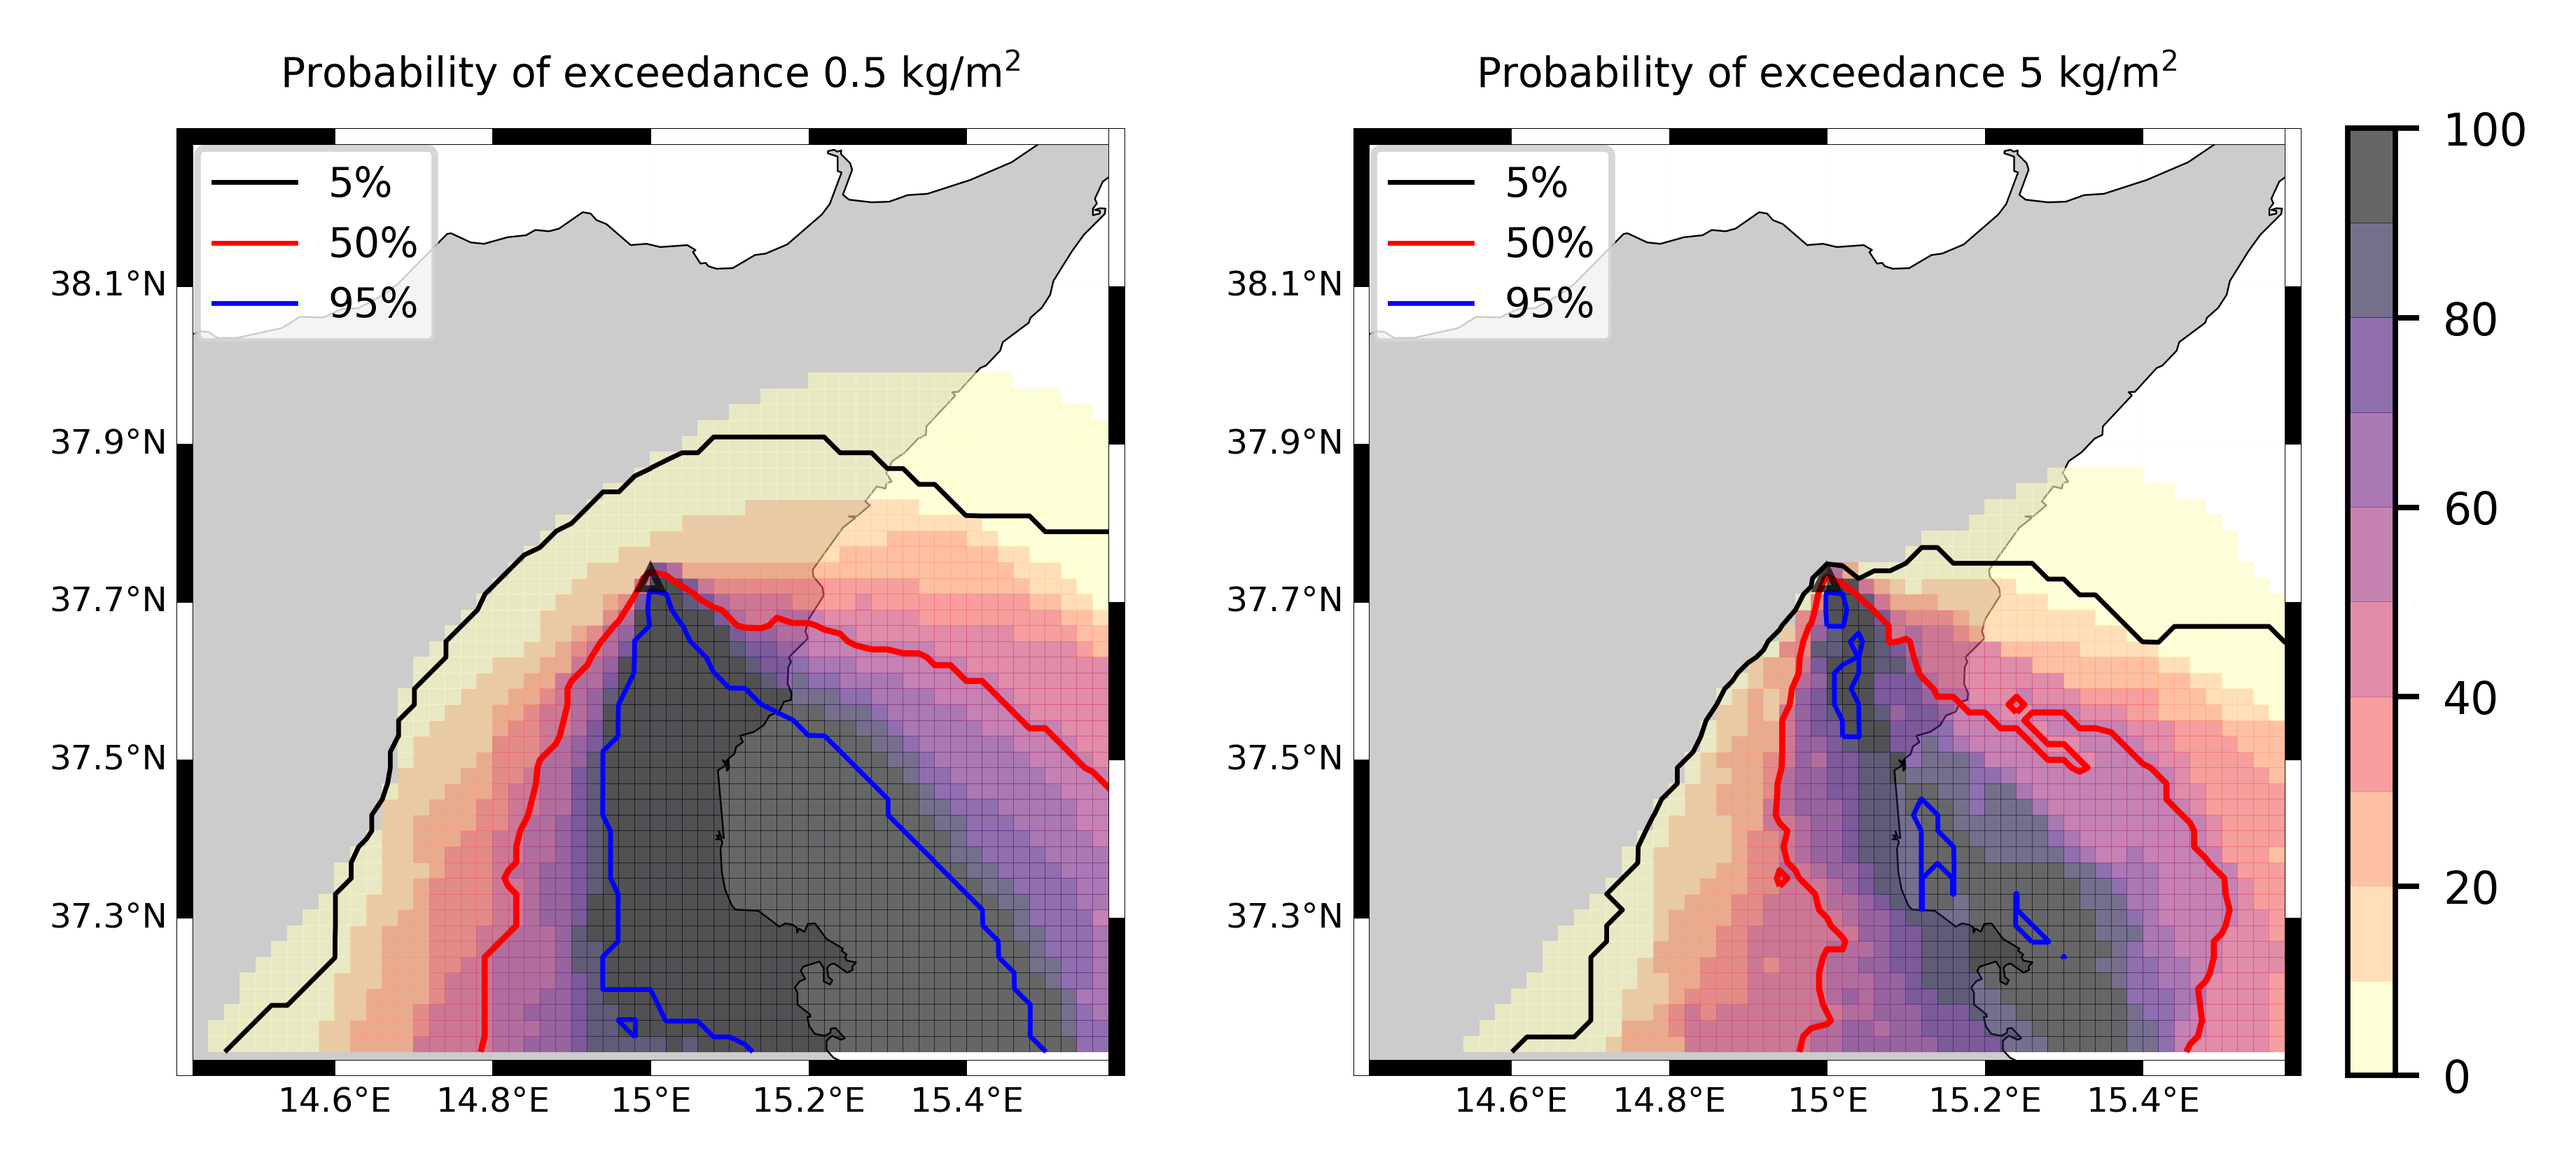 Probability of exceedance 0.5 kg/m²
5%
50%
95%
38.1°N
37.9°N
37.7°N
37.5°N
37.3°N
14.6°E 14.8°E 15°E 15.2°E 15.4°E
Probability of exceedance 5 kg/m²
5%
50%
95%
38.1°N
37.9°N
37.7°N
37.5°N
37.3°N
14.6°E 14.8°E 15°E 15.2°E 15.4°E
100
80
60
40
20
0